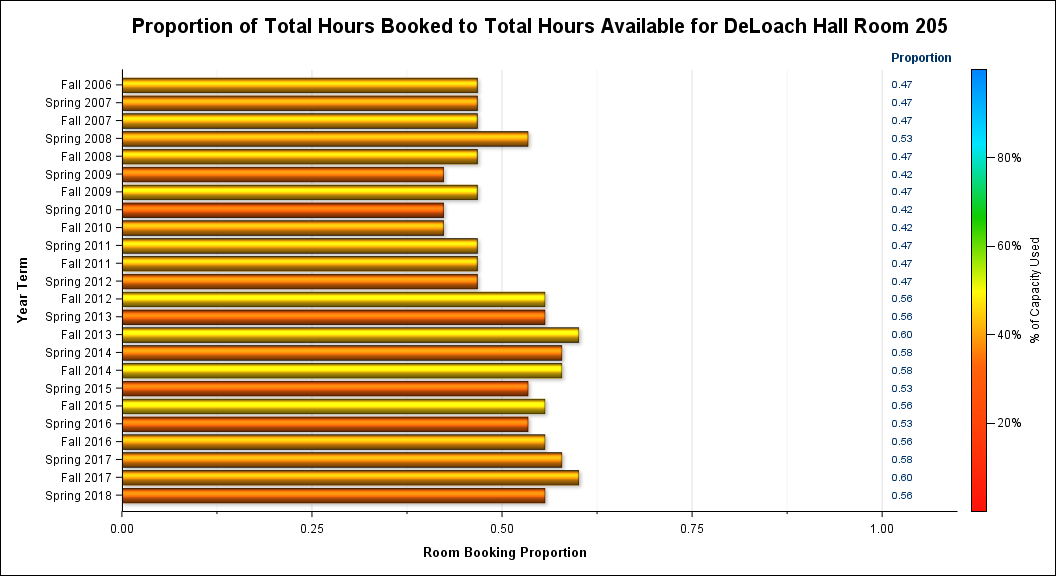 Proportion of Total Hours Booked to Total Hours Available for DeLoach Hall Room 205
Proportion
Fall 2006 0.47
Spring 2007 0.47
Fall 2007 0.47
Spring 2008 0.53
Fall 2008 0.47
Spring 2009 0.42
Fall 2009 0.47
Spring 2010 0.42
Fall 2010 0.42
Spring 2011 0.47
Fall 2011 0.47
Spring 2012 0.47
Fall 2012 0.56
Spring 2013 0.56
Fall 2013 0.60
Spring 2014 0.58
Fall 2014 0.58
Spring 2015 0.53
Fall 2015 0.56
Spring 2016 0.53
Fall 2016 0.56
Spring 2017 0.58
Fall 2017 0.60
Spring 2018 0.56
Year Term
0.00 0.25 0.50 0.75 1.00
Room Booking Proportion
80%
60%
40%
20%
% of Capacity Used